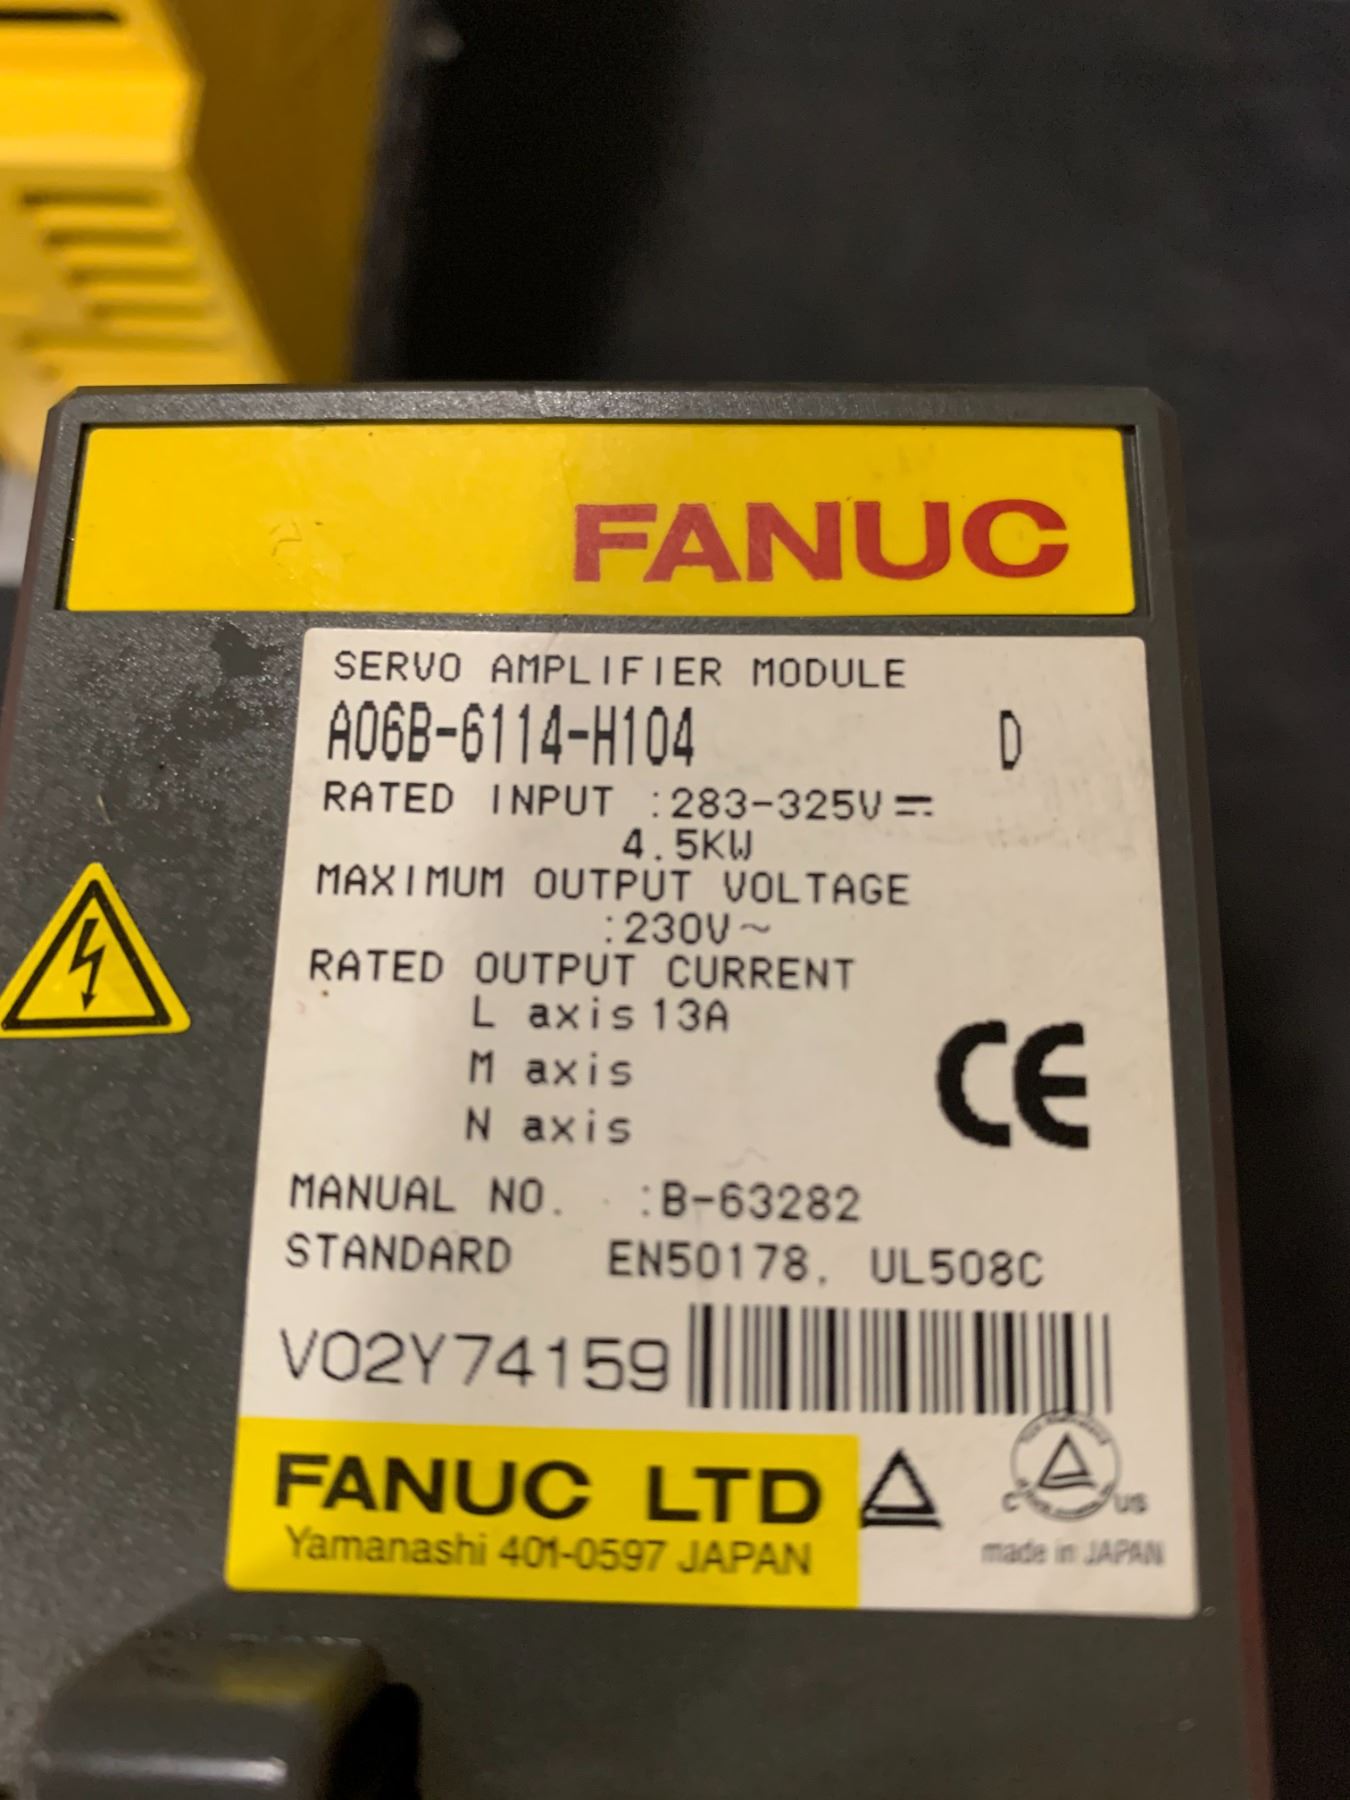 FANUC
SERVO AMPLIFIER MODULE
A06B-6114-H104 D
RATED INPUT :283-325V⎓
4.5KW
MAXIMUM OUTPUT VOLTAGE
:230V~
RATED OUTPUT CURRENT
L axis 13A
M axis
N axis
CE
MANUAL NO. :B-63282
STANDARD EN50178, UL508C
V02Y74159
FANUC LTD
Yamanashi 401-0597 JAPAN
C US
made in JAPAN